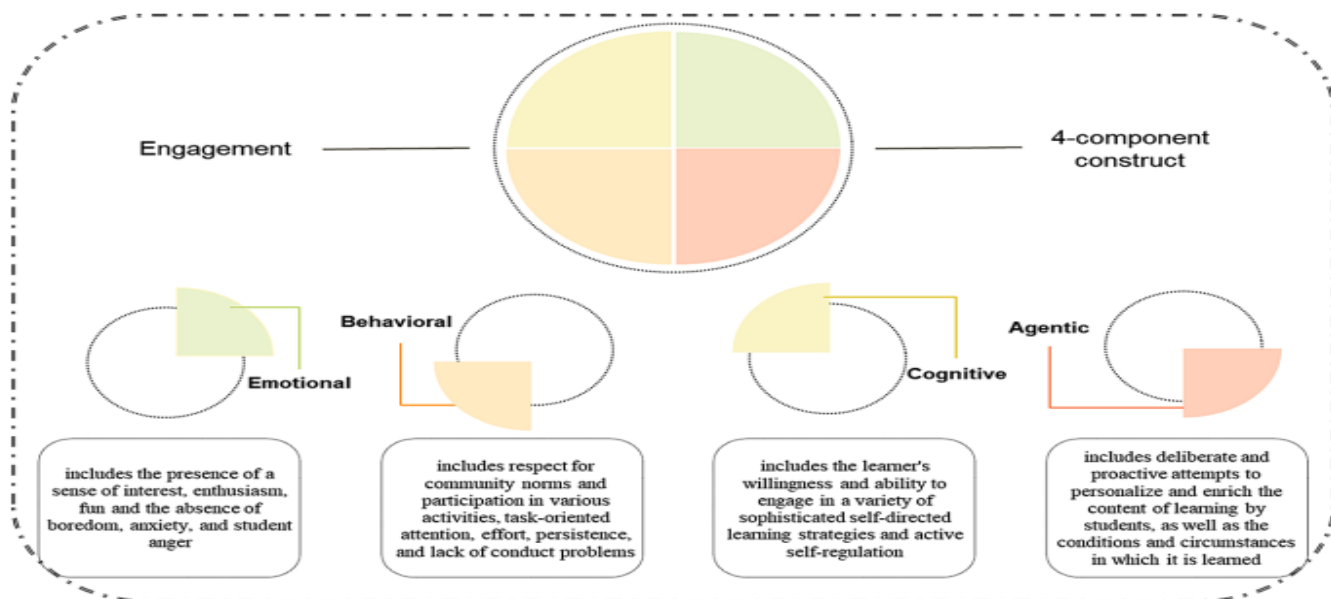 Engagement
4-component
construct
Emotional
Behavioral
Cognitive
Agentic
includes the presence of a
sense of interest, enthusiasm,
fun and the absence of
boredom, anxiety, and student
anger
includes respect for
community norms and
participation in various
activities, task-oriented
attention, effort, persistence,
and lack of conduct problems
includes the learner's
willingness and ability to
engage in a variety of
sophisticated self-directed
learning strategies and active
self-regulation
includes deliberate and
proactive attempts to
personalize and enrich the
content of learning by
students, as well as the
conditions and circumstances
in which it is learned